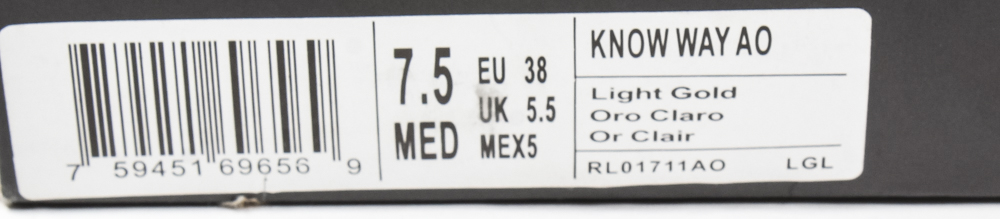 7 59451 69656 9
7.5
MED
EU 38
UK 5.5
MEX5
KNOW WAY AO
Light Gold
Oro Claro
Or Clair
RL01711AO LGL